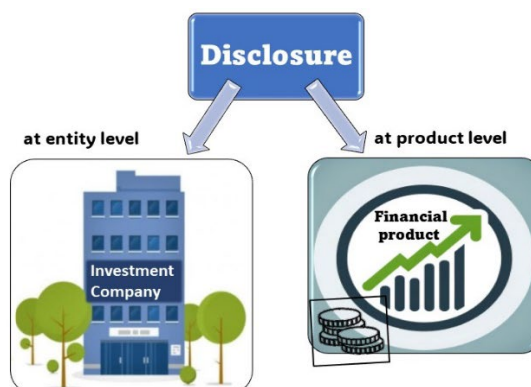 Disclosure
at entity level
at product level
Investment
Company
Financial
product